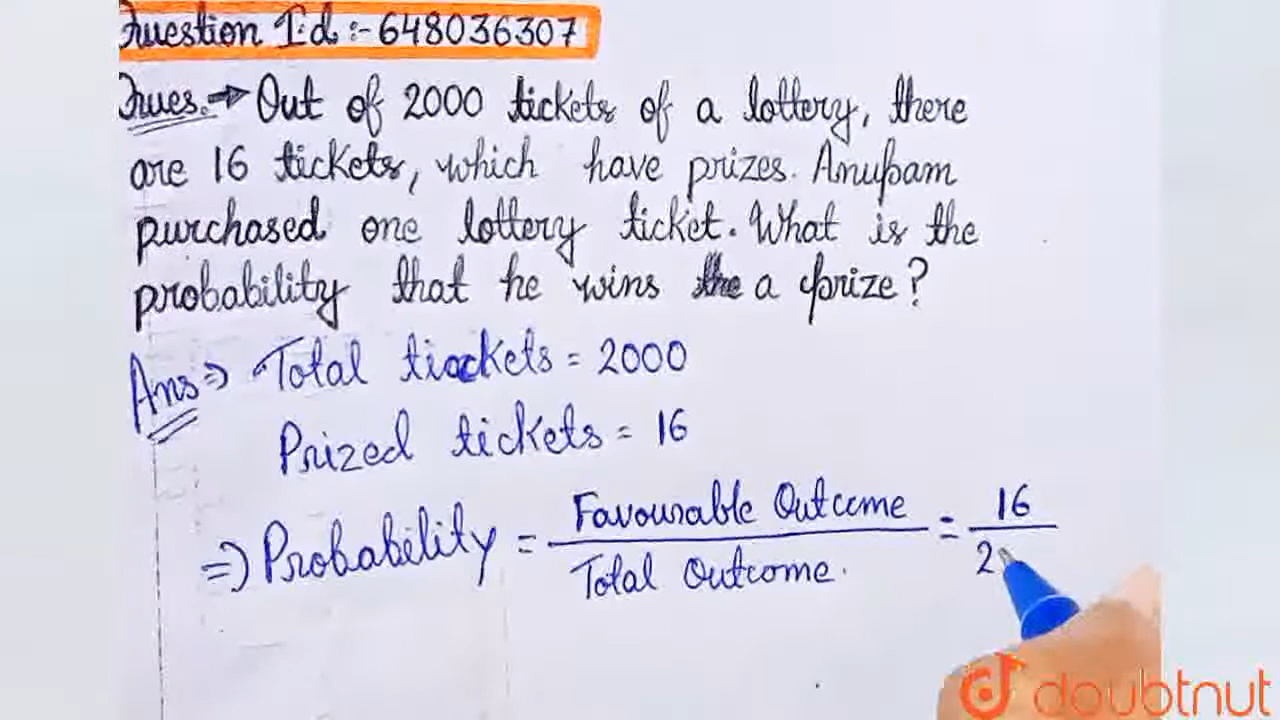 Question Id :- 648036307
Ques. → Out of 2000 tickets of a lottery, there
are 16 tickets, which have prizes. Anupam
purchased one lottery ticket. What is the
probability that he wins a prize?
Ans ⇒ Total tickets = 2000
Prized tickets = 16
⇒ Probability = Favourable Outcome / Total Outcome. = 16 / 2
doubtnut